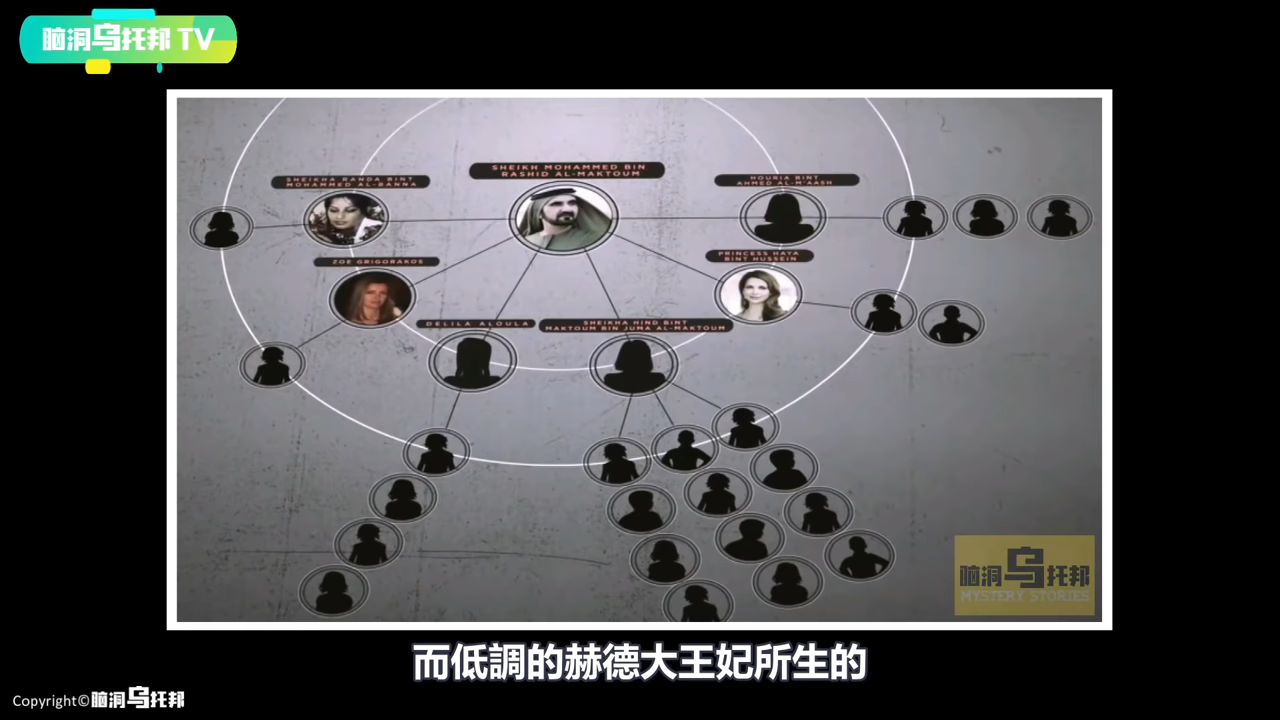 脑洞乌托邦 TV
SHEIKH MOHAMMED BIN
RASHID AL-MAKTOUM
SHEIKHA RANDA BINT
MOHAMMED AL-BANNA
HOURIA BINT
AHMED AL-M'AASH
ZOE GRIGORAKOS
PRINCESS HAYA
BINT HUSSEIN
DELILA ALOULA
SHEIKHA HIND BINT
MAKTOUM BIN JUMA AL-MAKTOUM
脑洞乌托邦
MYSTERY STORIES
而低調的赫德大王妃所生的
Copyright©脑洞乌托邦